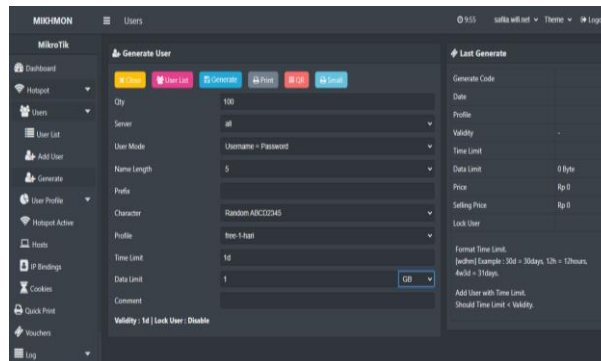 MIKHMON
Users
9:55
Theme
MikroTik
Dashboard
Hotspot
Users
User List
Add User
Generate
User Profile
Hotspot Active
Hosts
IP Bindings
Cookies
Quick Print
Vouchers
Log
Generate User
Close
User List
Generate
Print
QR
Small
Qty
100
Server
all
User Mode
Username = Password
Name Length
5
Prefix
Character
Random ABCD2345
Profile
free-1-hari
Time Limit
1d
Data Limit
1
GB
Comment
Validity : 1d | Lock User : Disable
Last Generate
Generate Code
Date
Profile
Validity
-
Time Limit
Data Limit
0 Byte
Price
Rp 0
Selling Price
Rp 0
Lock User
Format Time Limit.
[wdhm] Example : 30d = 30days, 12h = 12hours,
4w3d = 31days.
Add User with Time Limit.
Should Time Limit < Validity.